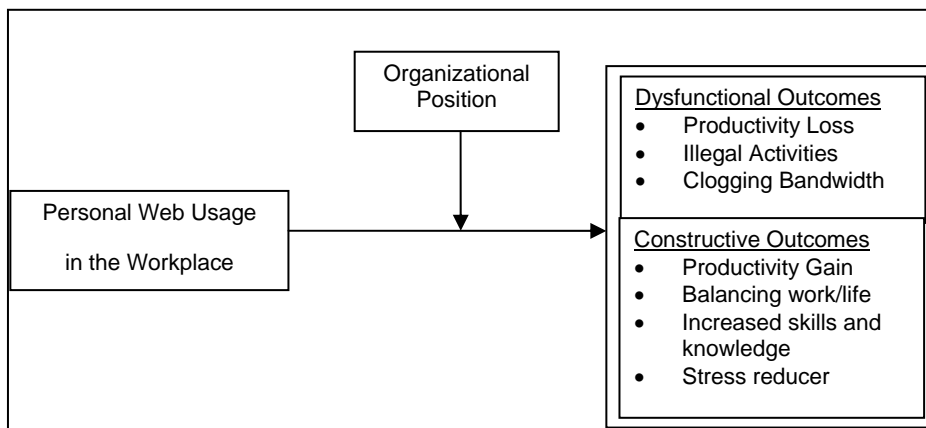 Organizational
Position
Personal Web Usage
in the Workplace
Dysfunctional Outcomes
• Productivity Loss
• Illegal Activities
• Clogging Bandwidth
Constructive Outcomes
• Productivity Gain
• Balancing work/life
• Increased skills and
knowledge
• Stress reducer